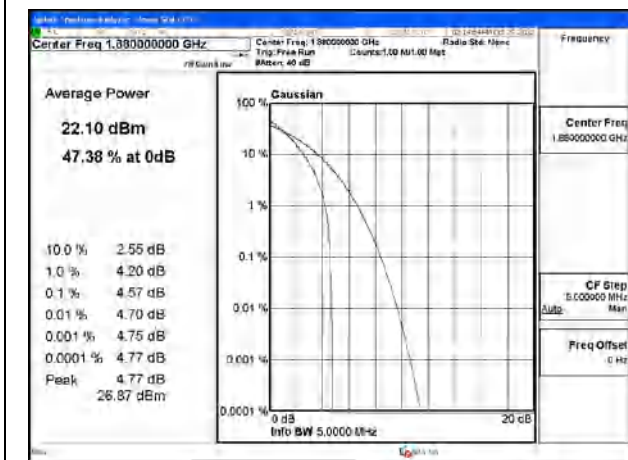 Center Freq 1.880000000 GHz
Center Freq: 1.880000000 GHz
Radio Std: None
Trig: Free Run
Counts:1.00 M/1.00 Mpt
#IFGain:Low
#Atten: 40 dB
Frequency
Average Power
22.10 dBm
47.38 % at 0dB
10.0 % 2.55 dB
1.0 % 4.20 dB
0.1 % 4.57 dB
0.01 % 4.70 dB
0.001 % 4.75 dB
0.0001 % 4.77 dB
Peak 4.77 dB
26.87 dBm
Gaussian
100 %
10 %
1 %
0.1 %
0.01 %
0.001 %
0.0001 %
0 dB
20 dB
Info BW 5.0000 MHz
Center Freq
1.880000000 GHz
CF Step
5.000000 MHz
Auto Man
Freq Offset
0 Hz